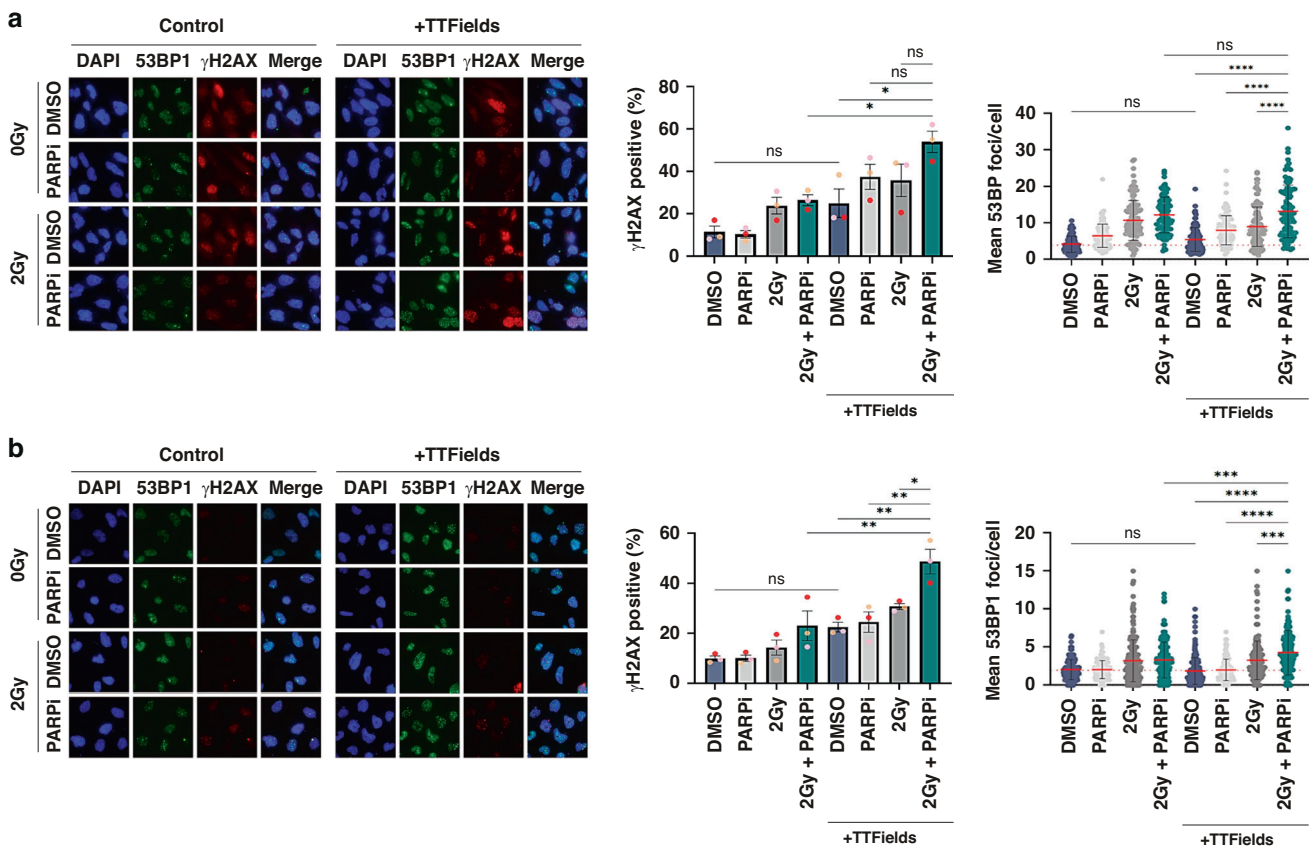 a
Control
+TTFields
DAPI 53BP1 γH2AX Merge
DAPI 53BP1 γH2AX Merge
0Gy
DMSO
PARPi
2Gy
DMSO
PARPi
γH2AX positive (%)
80
60
40
20
0
ns
ns
ns
*
*
DMSO
PARPi
2Gy
2Gy + PARPi
DMSO
PARPi
2Gy
2Gy + PARPi
+TTFields
Mean 53BP foci/cell
40
30
20
10
0
ns
ns
****
****
****
DMSO
PARPi
2Gy
2Gy + PARPi
DMSO
PARPi
2Gy
2Gy + PARPi
+TTFields
b
Control
+TTFields
DAPI 53BP1 γH2AX Merge
DAPI 53BP1 γH2AX Merge
0Gy
DMSO
PARPi
2Gy
DMSO
PARPi
γH2AX positive (%)
60
40
20
0
ns
*
**
**
**
DMSO
PARPi
2Gy
2Gy + PARPi
DMSO
PARPi
2Gy
2Gy + PARPi
+TTFields
Mean 53BP1 foci/cell
20
15
10
5
0
ns
***
****
****
***
DMSO
PARPi
2Gy
2Gy + PARPi
DMSO
PARPi
2Gy
2Gy + PARPi
+TTFields